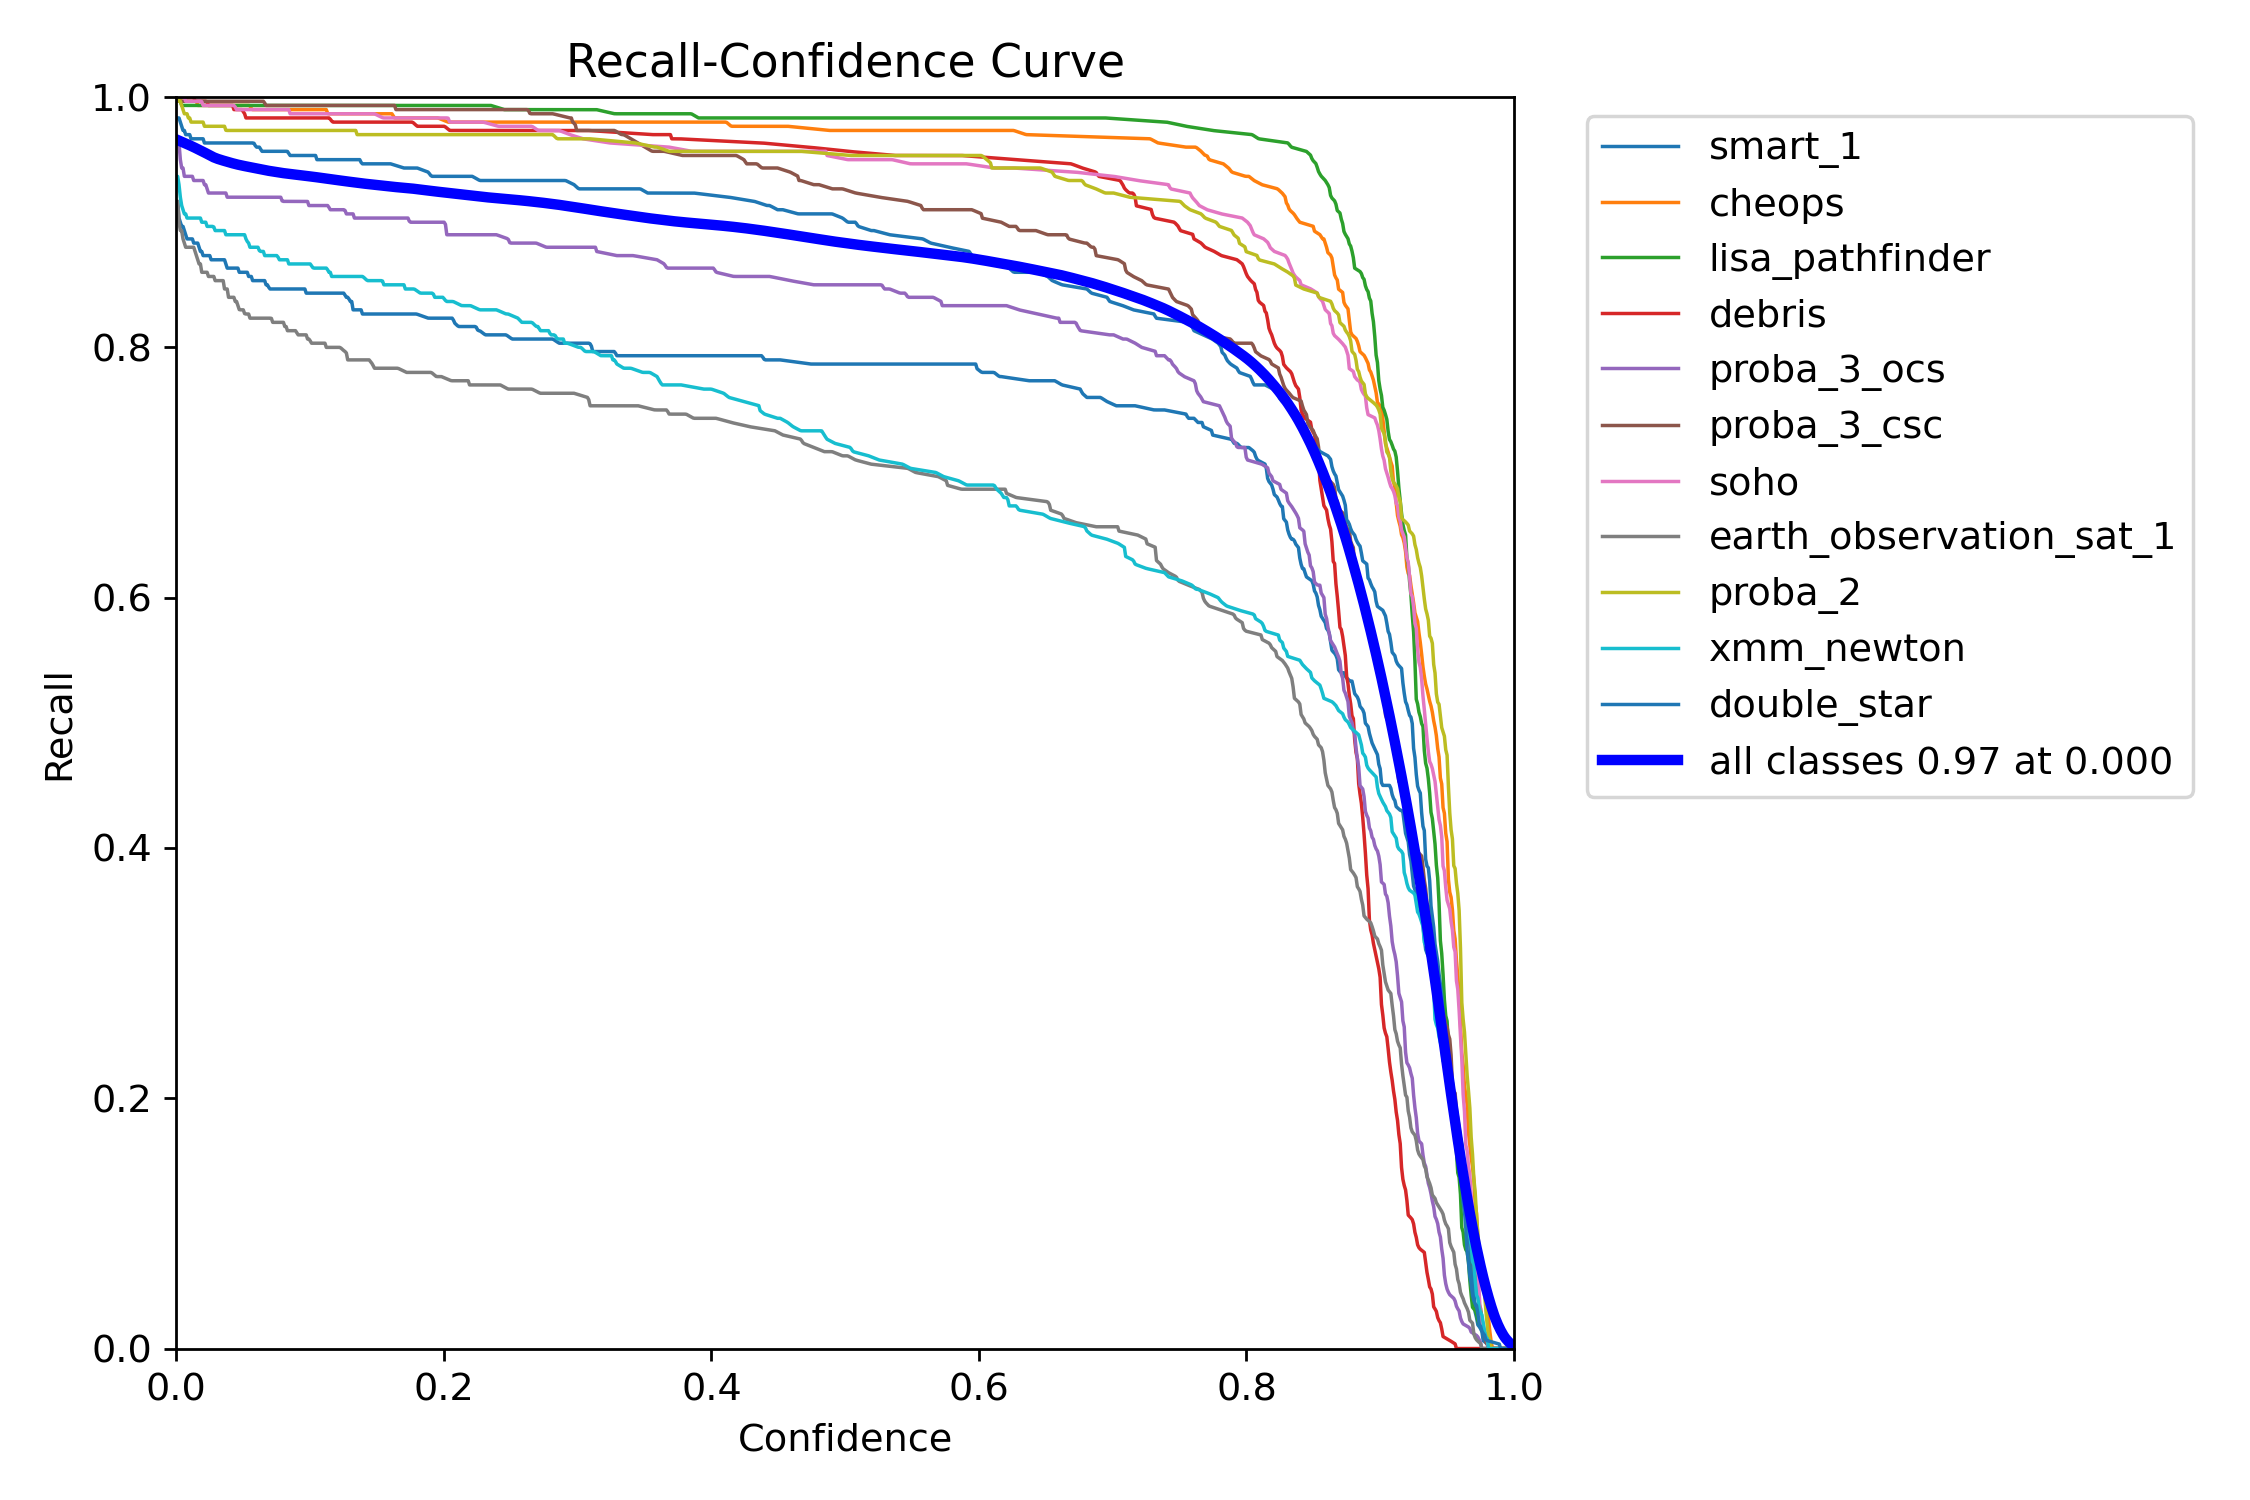 Recall-Confidence Curve
1.0
0.8
0.6
0.4
0.2
0.0
Recall
0.0 0.2 0.4 0.6 0.8 1.0
Confidence
smart_1
cheops
lisa_pathfinder
debris
proba_3_ocs
proba_3_csc
soho
earth_observation_sat_1
proba_2
xmm_newton
double_star
all classes 0.97 at 0.000